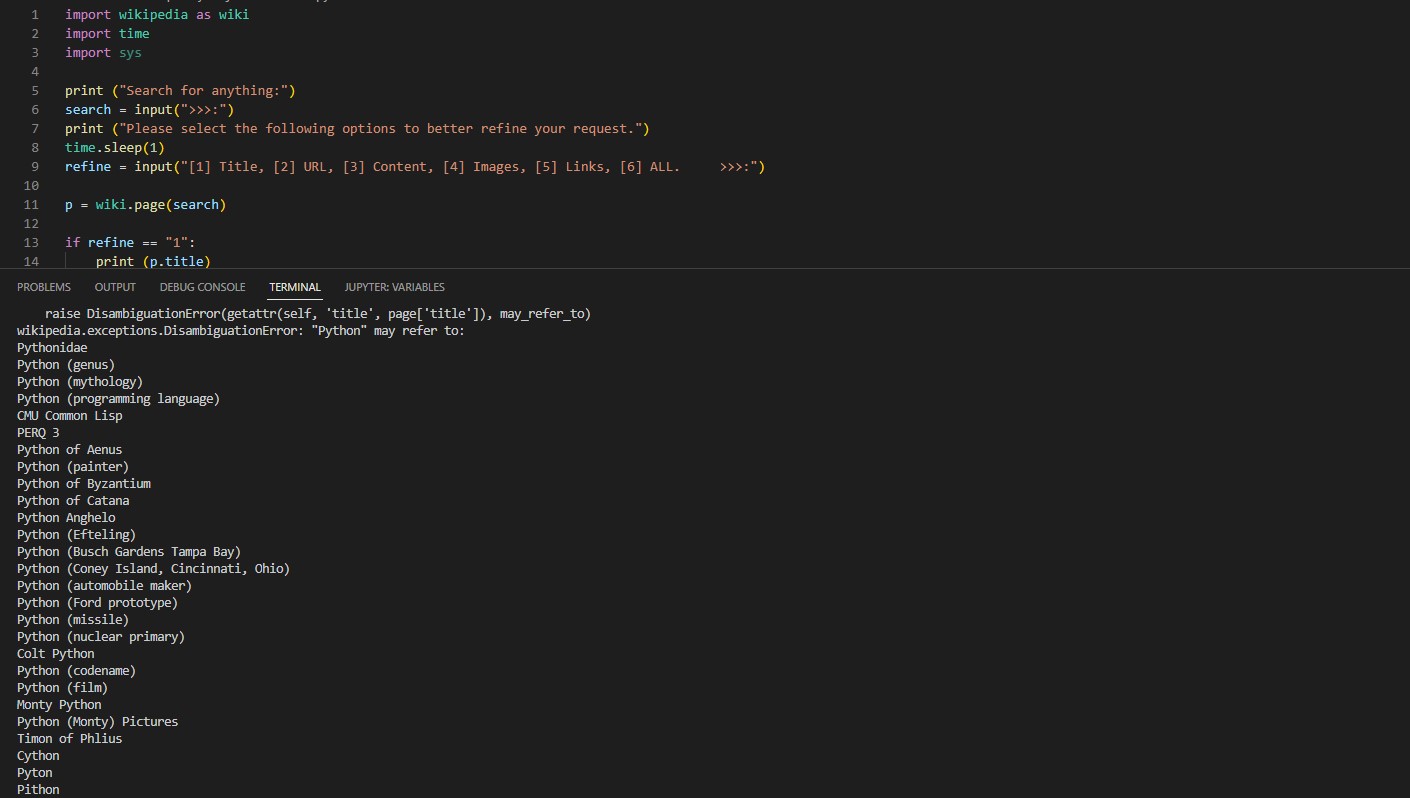 1 import wikipedia as wiki
2 import time
3 import sys
4
5 print ("Search for anything:")
6 search = input(">>>:")
7 print ("Please select the following options to better refine your request.")
8 time.sleep(1)
9 refine = input("[1] Title, [2] URL, [3] Content, [4] Images, [5] Links, [6] ALL.     >>>:")
10
11 p = wiki.page(search)
12
13 if refine == "1":
14     print (p.title)
PROBLEMS OUTPUT DEBUG CONSOLE TERMINAL JUPYTER: VARIABLES
    raise DisambiguationError(getattr(self, 'title', page['title']), may_refer_to)
wikipedia.exceptions.DisambiguationError: "Python" may refer to:
Pythonidae
Python (genus)
Python (mythology)
Python (programming language)
CMU Common Lisp
PERQ 3
Python of Aenus
Python (painter)
Python of Byzantium
Python of Catana
Python Anghelo
Python (Efteling)
Python (Busch Gardens Tampa Bay)
Python (Coney Island, Cincinnati, Ohio)
Python (automobile maker)
Python (Ford prototype)
Python (missile)
Python (nuclear primary)
Colt Python
Python (codename)
Python (film)
Monty Python
Python (Monty) Pictures
Timon of Phlius
Cython
Pyton
Pithon